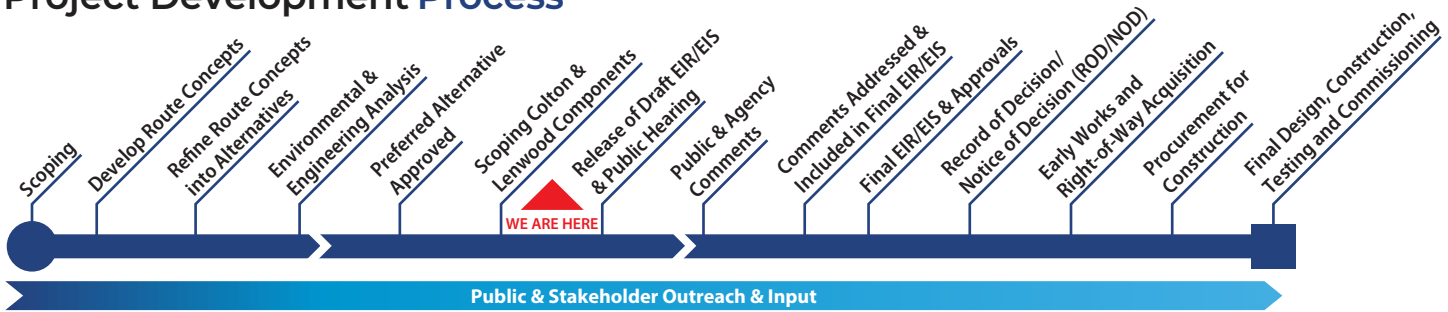 Project Development Process
Scoping
Develop Route Concepts
Refine Route Concepts
into Alternatives
Environmental &
Engineering Analysis
Preferred Alternative
Approved
Scoping Colton &
Lenwood Components
WE ARE HERE
Release of Draft EIR/EIS
& Public Hearing
Public & Agency
Comments
Comments Addressed &
Included in Final EIR/EIS
Final EIR/EIS & Approvals
Record of Decision/
Notice of Decision (ROD/NOD)
Early Works and
Right-of-Way Acquisition
Procurement for
Construction
Final Design, Construction,
Testing and Commissioning
Public & Stakeholder Outreach & Input